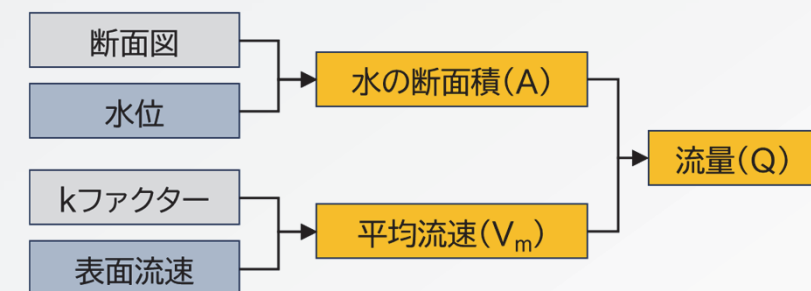 断面図
水位
水の断面積(A)
kファクター
表面流速
平均流速(Vm)
流量(Q)